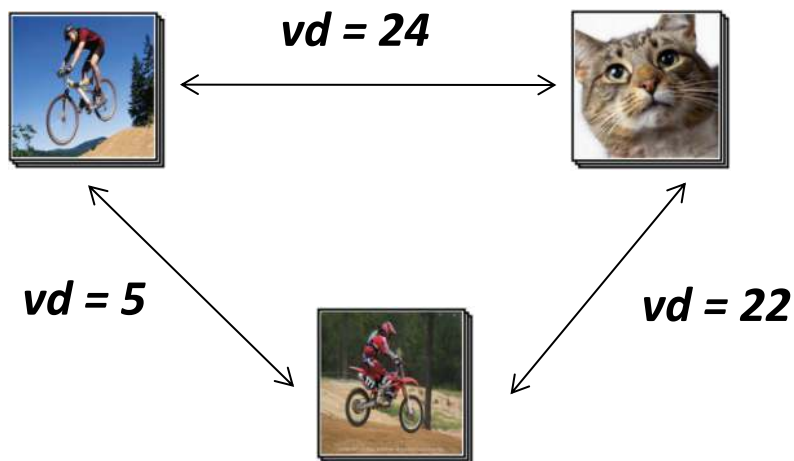 vd = 24
vd = 5
vd = 22